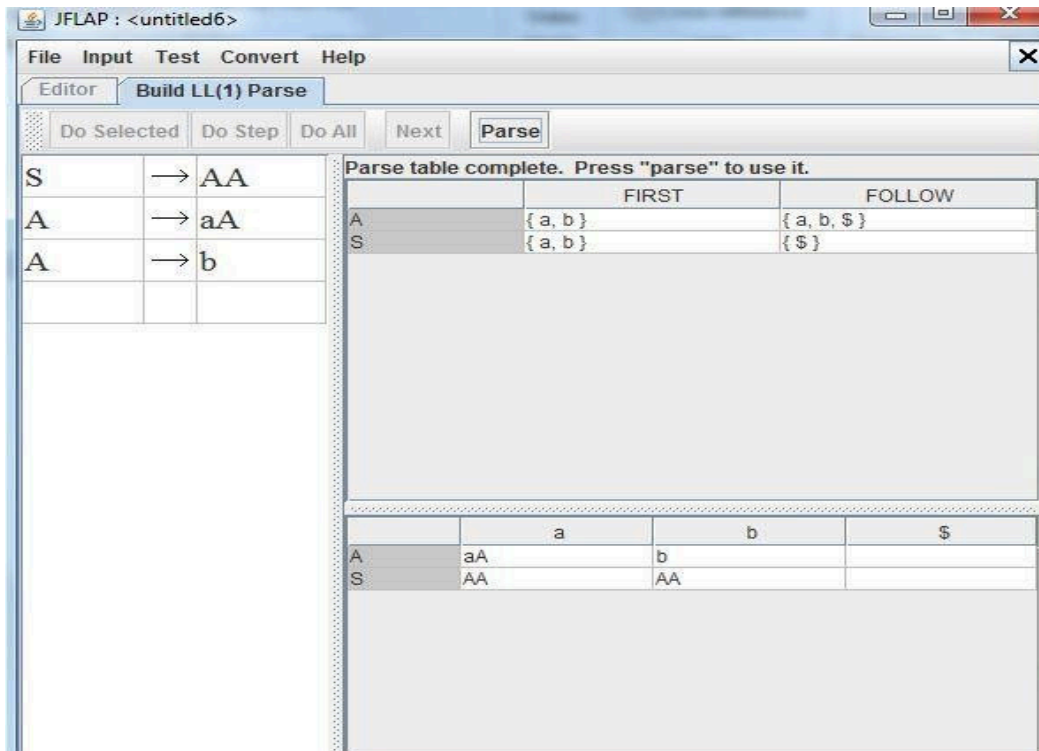 JFLAP : <untitled6>
File Input Test Convert Help
Editor Build LL(1) Parse
Do Selected Do Step Do All Next Parse
S → AA
A → aA
A → b
Parse table complete. Press "parse" to use it.
FIRST FOLLOW
A { a, b } { a, b, $ }
S { a, b } { $ }
a b $
A aA b
S AA AA